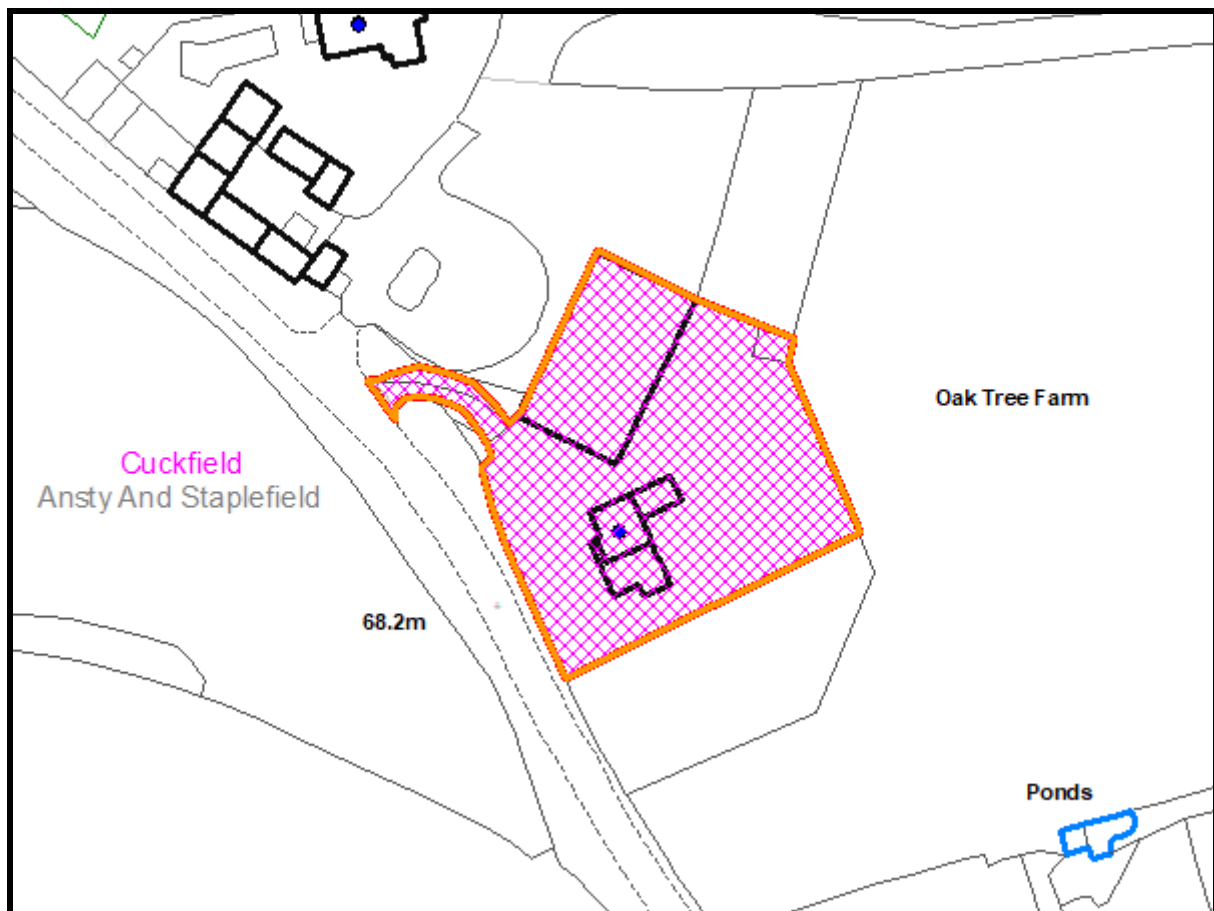 Oak Tree Farm
Cuckfield
Ansty And Staplefield
68.2m
Ponds